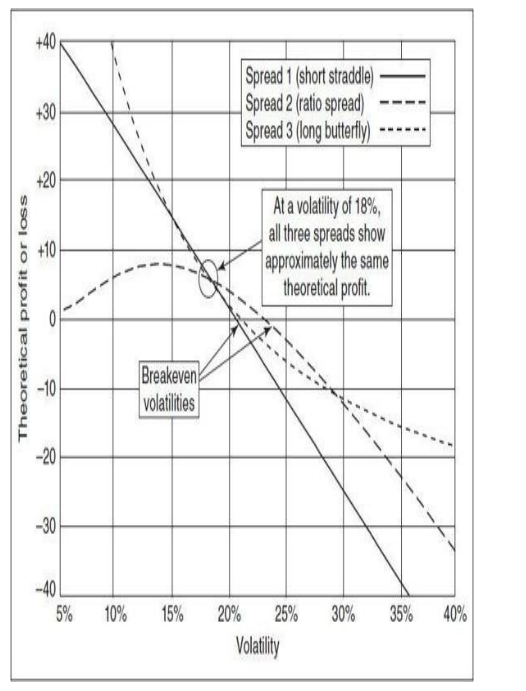 +40
+30
+20
+10
0
−10
−20
−30
−40
Theoretical profit or loss
Spread 1 (short straddle)
Spread 2 (ratio spread)
Spread 3 (long butterfly)
At a volatility of 18%,
all three spreads show
approximately the same
theoretical profit.
Breakeven
volatilities
5% 10% 15% 20% 25% 30% 35% 40%
Volatility